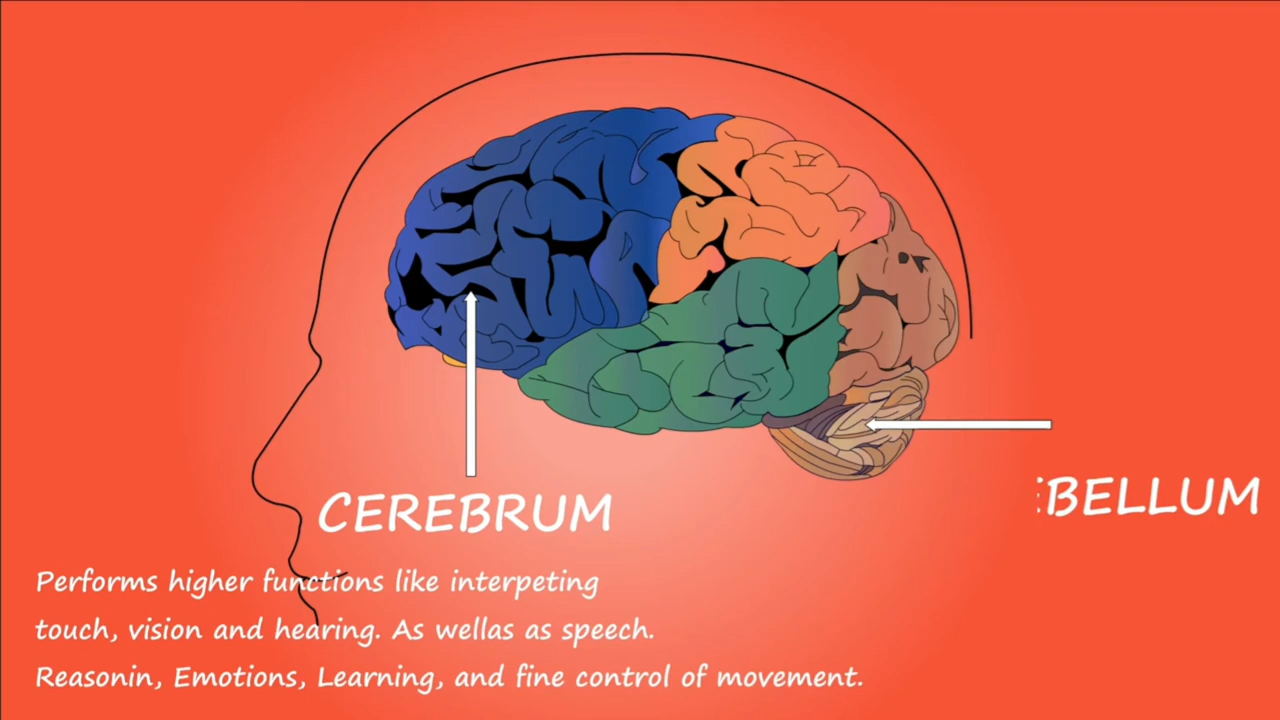 CEREBRUM
BELLUM
Performs higher functions like interpeting
touch, vision and hearing. As wellas as speech.
Reasonin, Emotions, Learning, and fine control of movement.